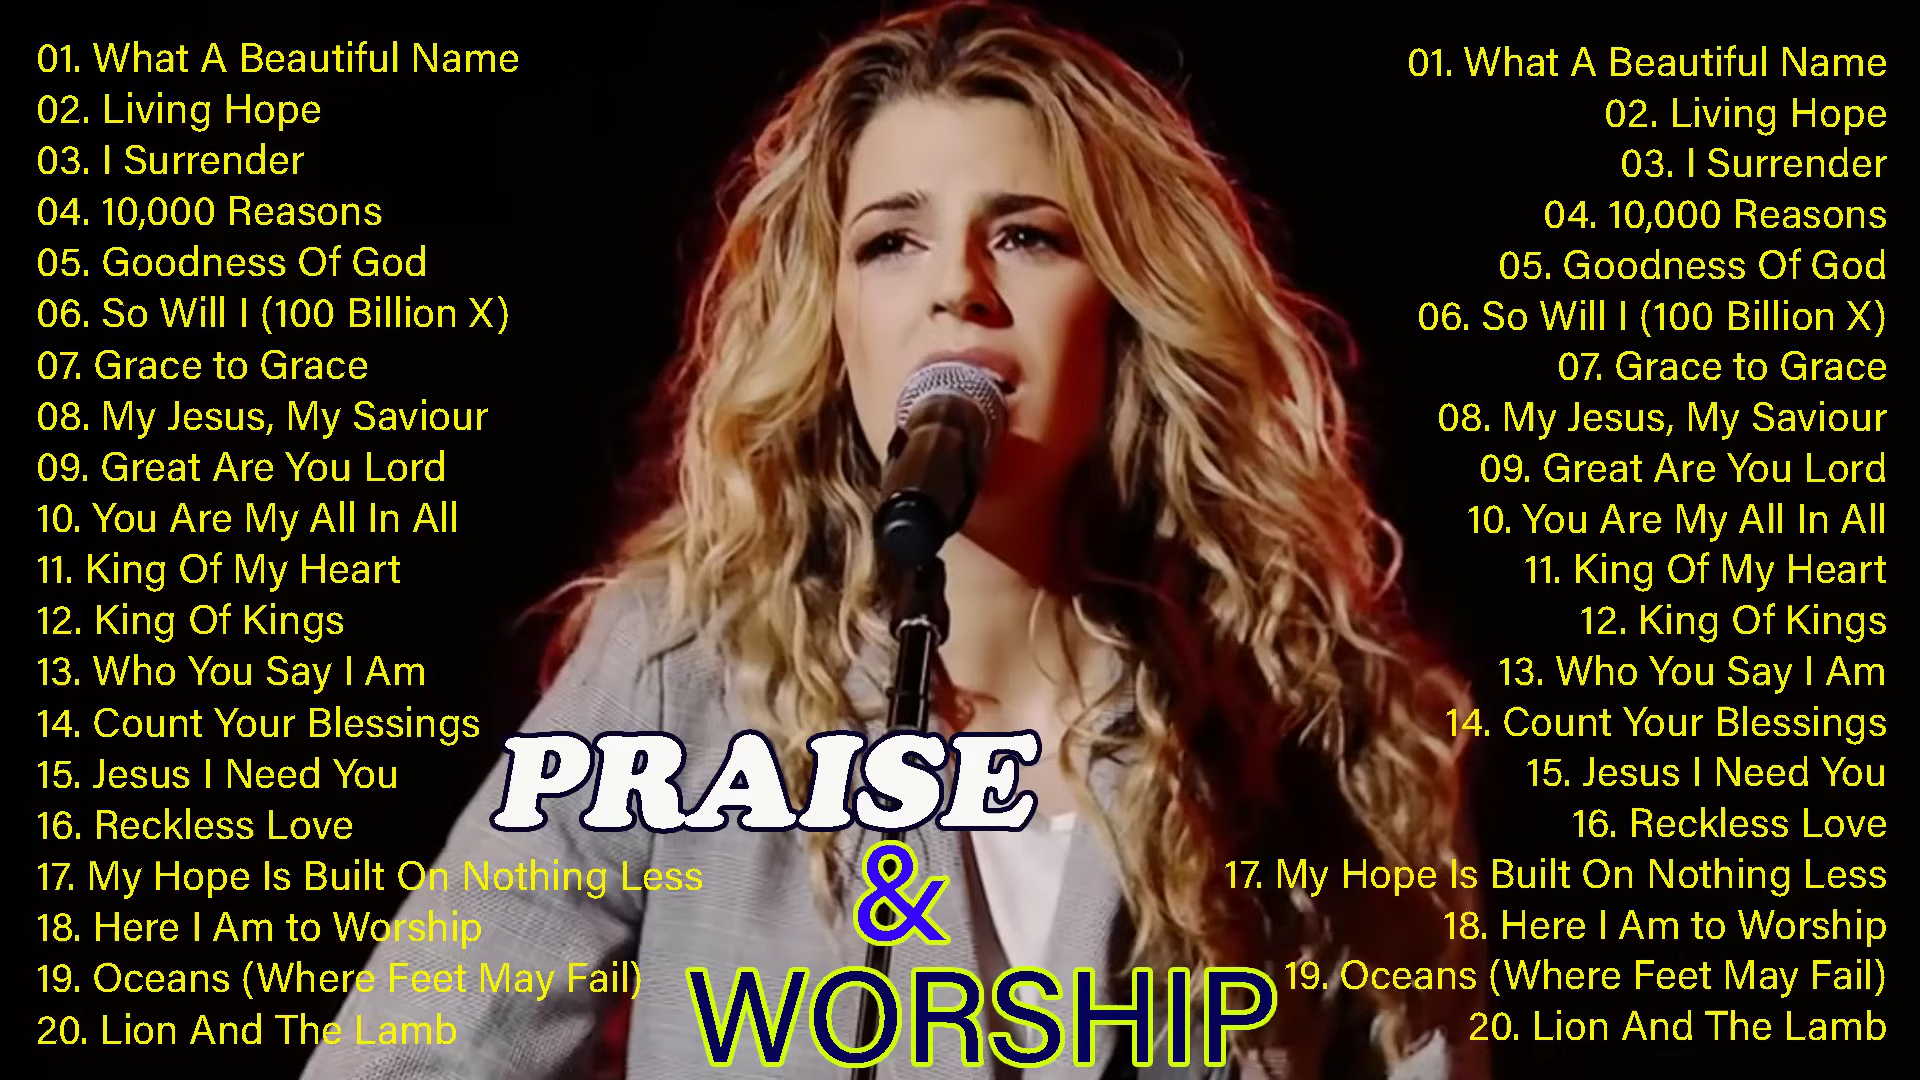 01. What A Beautiful Name
02. Living Hope
03. I Surrender
04. 10,000 Reasons
05. Goodness Of God
06. So Will I (100 Billion X)
07. Grace to Grace
08. My Jesus, My Saviour
09. Great Are You Lord
10. You Are My All In All
11. King Of My Heart
12. King Of Kings
13. Who You Say I Am
14. Count Your Blessings
15. Jesus I Need You
16. Reckless Love
17. My Hope Is Built On Nothing Less
18. Here I Am to Worship
19. Oceans (Where Feet May Fail)
20. Lion And The Lamb
PRAISE
&
WORSHIP
01. What A Beautiful Name
02. Living Hope
03. I Surrender
04. 10,000 Reasons
05. Goodness Of God
06. So Will I (100 Billion X)
07. Grace to Grace
08. My Jesus, My Saviour
09. Great Are You Lord
10. You Are My All In All
11. King Of My Heart
12. King Of Kings
13. Who You Say I Am
14. Count Your Blessings
15. Jesus I Need You
16. Reckless Love
17. My Hope Is Built On Nothing Less
18. Here I Am to Worship
19. Oceans (Where Feet May Fail)
20. Lion And The Lamb